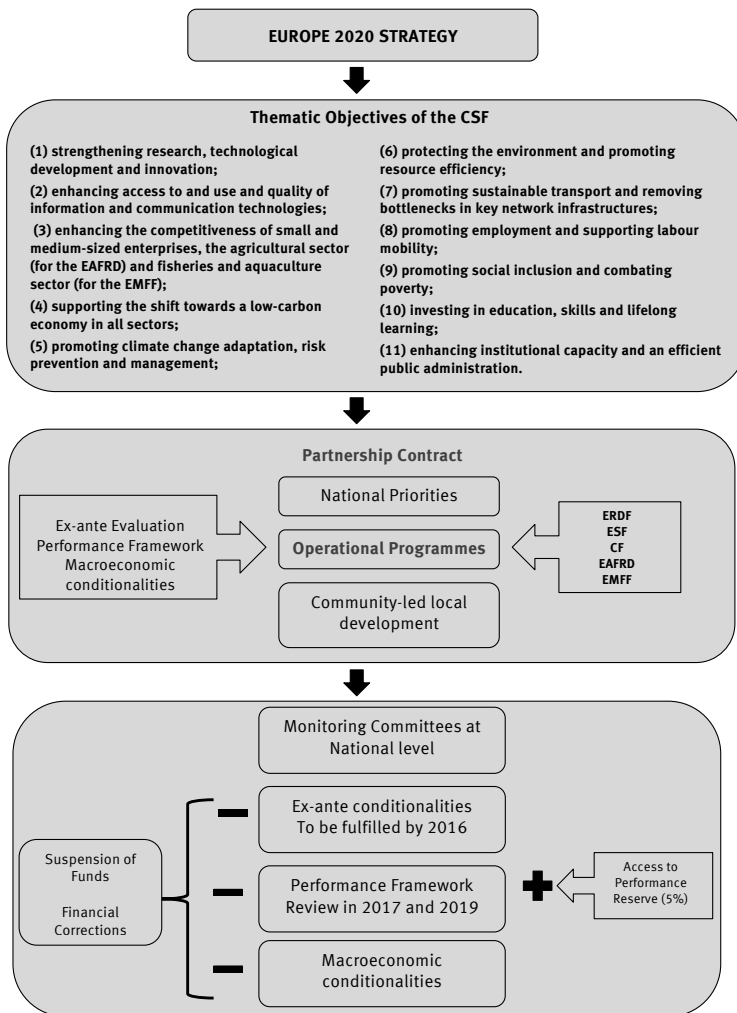 EUROPE 2020 STRATEGY
Thematic Objectives of the CSF
(1) strengthening research, technological
development and innovation;
(2) enhancing access to and use and quality of
information and communication technologies;
(3) enhancing the competitiveness of small and
medium-sized enterprises, the agricultural sector
(for the EAFRD) and fisheries and aquaculture
sector (for the EMFF);
(4) supporting the shift towards a low-carbon
economy in all sectors;
(5) promoting climate change adaptation, risk
prevention and management;
(6) protecting the environment and promoting
resource efficiency;
(7) promoting sustainable transport and removing
bottlenecks in key network infrastructures;
(8) promoting employment and supporting labour
mobility;
(9) promoting social inclusion and combating
poverty;
(10) investing in education, skills and lifelong
learning;
(11) enhancing institutional capacity and an efficient
public administration.
Partnership Contract
National Priorities
Ex-ante Evaluation
Performance Framework
Macroeconomic
conditionalities
Operational Programmes
ERDF
ESF
CF
EAFRD
EMFF
Community-led local
development
Monitoring Committees at
National level
Ex-ante conditionalities
To be fulfilled by 2016
Suspension of
Funds
Financial
Corrections
Performance Framework
Review in 2017 and 2019
Access to
Performance
Reserve (5%)
Macroeconomic
conditionalities